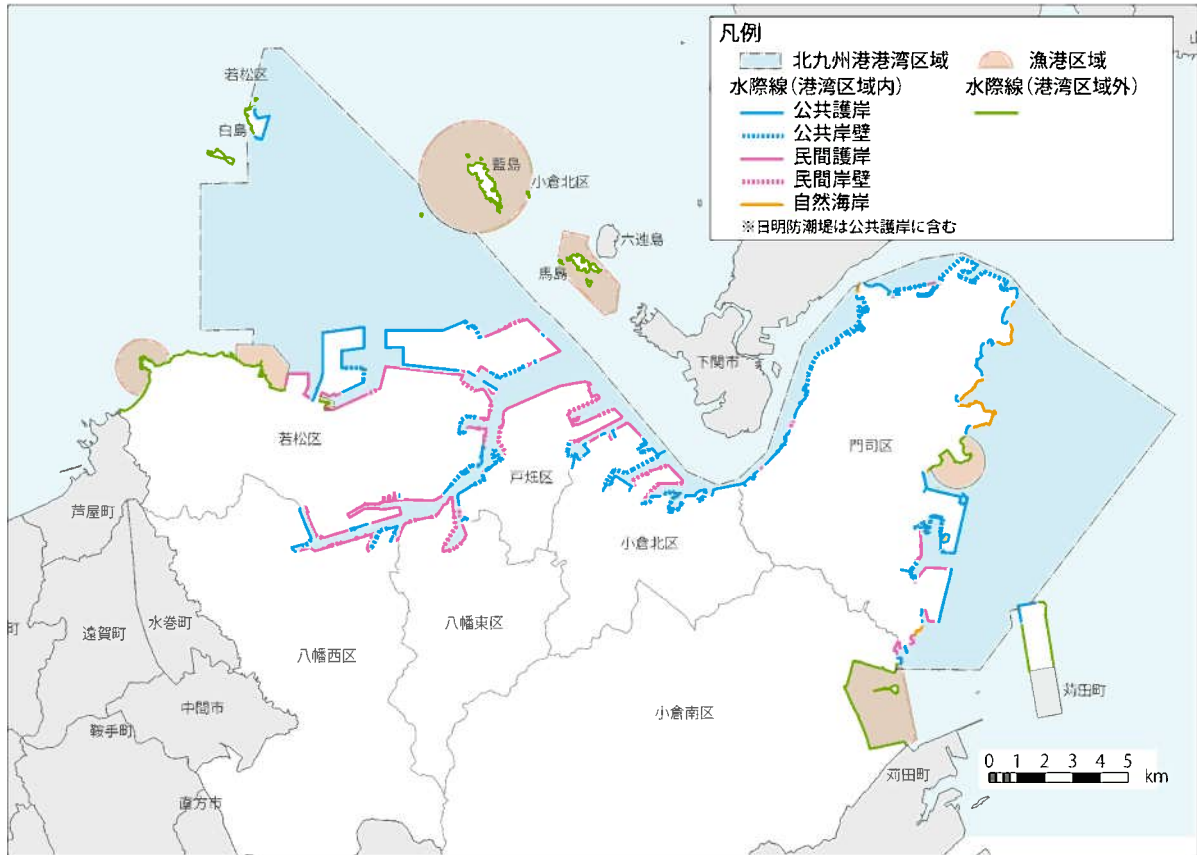 凡例
北九州港港湾区域
漁港区域
水際線(港湾区域内)
水際線(港湾区域外)
公共護岸
公共岸壁
民間護岸
民間岸壁
自然海岸
※日明防潮堤は公共護岸に含む
山
若松区
白島
藍島
小倉北区
六連島
馬島
下関市
若松区
門司区
戸畑区
芦屋町
小倉北区
水巻町
八幡東区
町
遠賀町
八幡西区
苅田町
中間市
小倉南区
鞍手町
苅田町
直方市
0 1 2 3 4 5
km